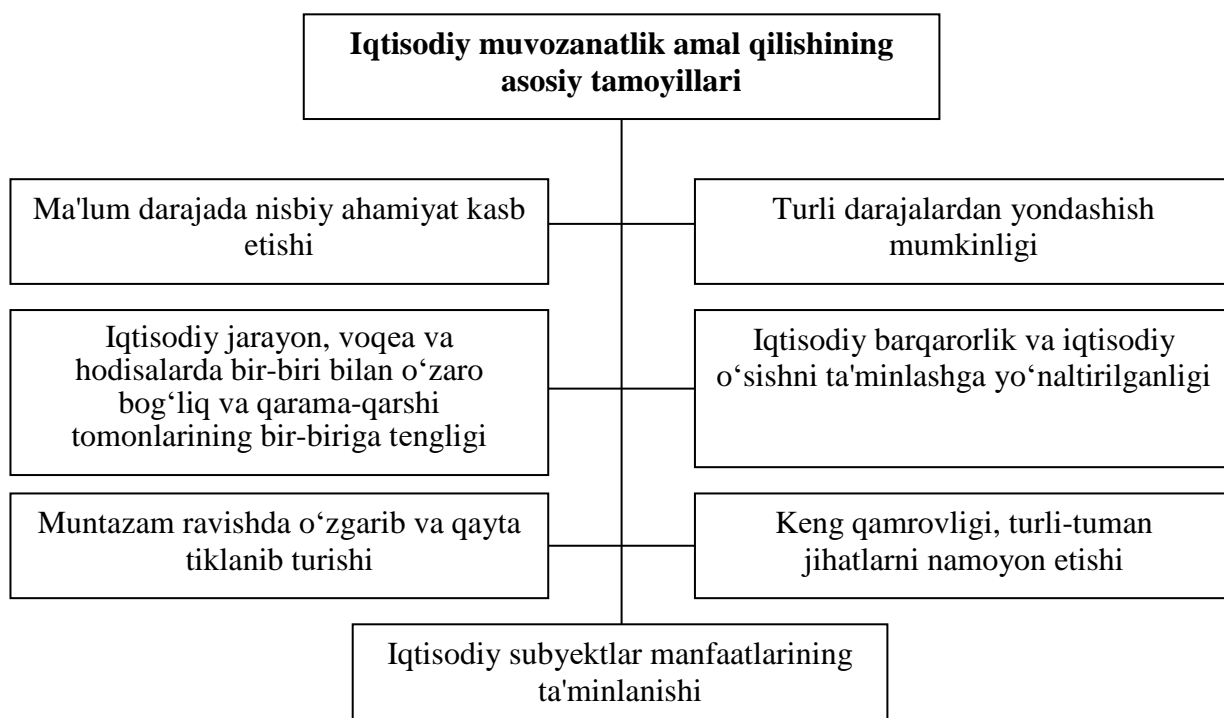 Iqtisodiy muvozanatlik amal qilishining
asosiy tamoyillari
Ma'lum darajada nisbiy ahamiyat kasb
etishi
Turli darajalardan yondashish
mumkinligi
Iqtisodiy jarayon, voqea va
hodisalarda bir-biri bilan o‘zaro
bog‘liq va qarama-qarshi
tomonlarining bir-biriga tengligi
Iqtisodiy barqarorlik va iqtisodiy
o‘sishni ta'minlashga yo‘naltirilganligi
Muntazam ravishda o‘zgarib va qayta
tiklanib turishi
Keng qamrovligi, turli-tuman
jihatlarni namoyon etishi
Iqtisodiy subyektlar manfaatlarining
ta'minlanishi